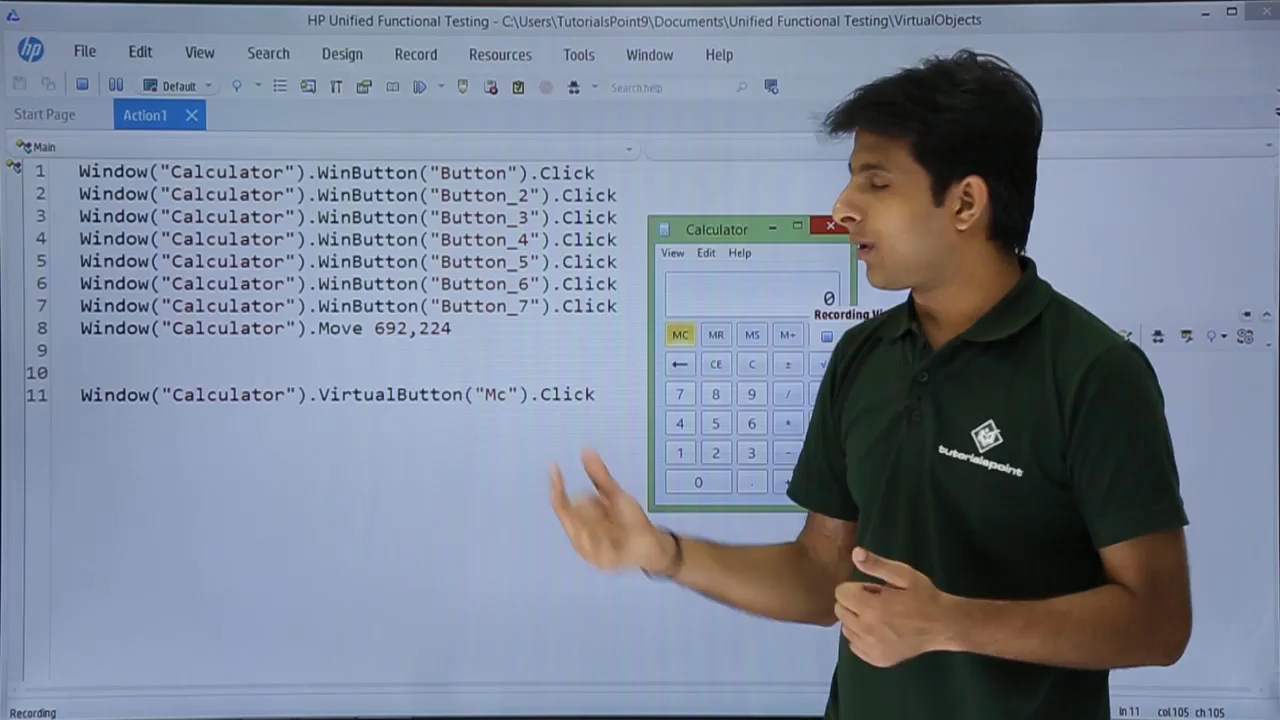 HP Unified Functional Testing - C:\Users\TutorialsPoint9\Documents\Unified Functional Testing\VirtualObjects
hp File Edit View Search Design Record Resources Tools Window Help
Default Search help
Start Page Action1
Main
1 Window("Calculator").WinButton("Button").Click
2 Window("Calculator").WinButton("Button_2").Click
3 Window("Calculator").WinButton("Button_3").Click
4 Window("Calculator").WinButton("Button_4").Click
5 Window("Calculator").WinButton("Button_5").Click
6 Window("Calculator").WinButton("Button_6").Click
7 Window("Calculator").WinButton("Button_7").Click
8 Window("Calculator").Move 692,224
9
10
11 Window("Calculator").VirtualButton("Mc").Click
Calculator
View Edit Help
0
Recording
MC MR MS M+
← CE C ±
7 8 9 /
4 5 6 *
1 2 3 -
0 .
tutorialspoint
Recording
ln 11 col 105 ch 105